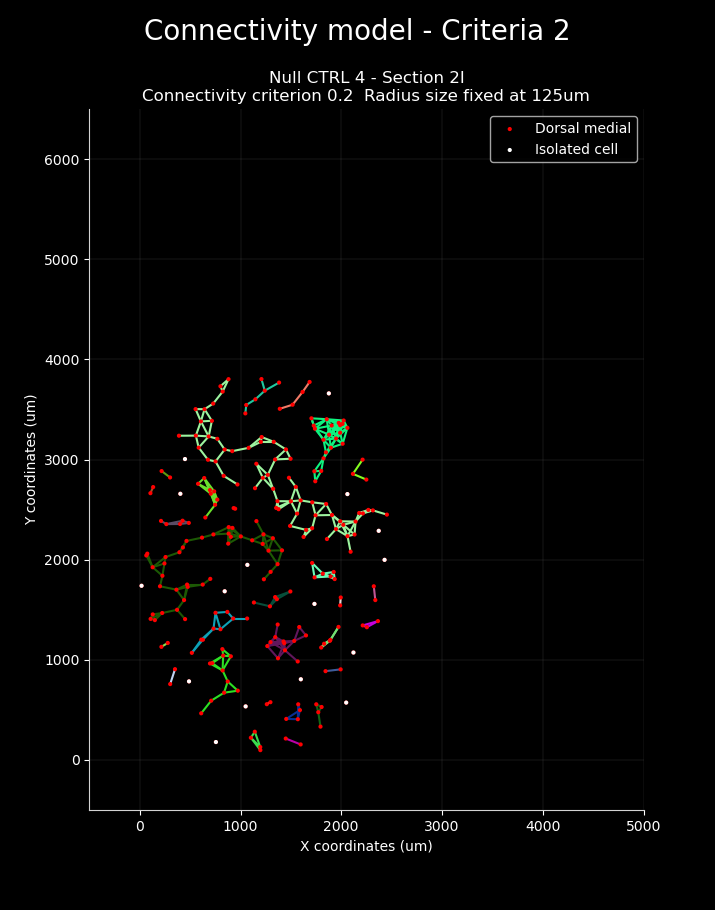 Connectivity model - Criteria 2
Null CTRL 4 - Section 2l
Connectivity criterion 0.2  Radius size fixed at 125um
Dorsal medial
Isolated cell
6000
5000
4000
3000
2000
1000
0
Y coordinates (um)
0 1000 2000 3000 4000 5000
X coordinates (um)